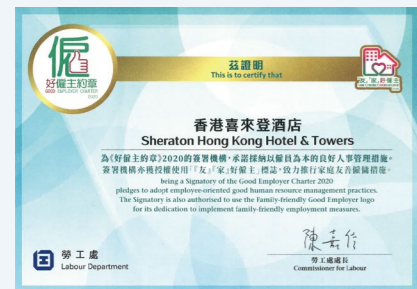 僱
好僱主約章
GOOD EMPLOYER CHARTER
2020
茲證明
This is to certify that
香港喜來登酒店
Sheraton Hong Kong Hotel & Towers
為《好僱主約章》2020的簽署機構,承諾採納以僱員為本的良好人事管理措施。
簽署機構亦獲授權使用「『友』『家』好僱主」標誌,致力推行家庭友善僱傭措施。
being a Signatory of the Good Employer Charter 2020
pledges to adopt employee-oriented good human resource management practices.
The Signatory is also authorised to use the Family-friendly Good Employer logo
for its dedication to implement family-friendly employment measures.
勞工處
Labour Department
勞工處處長
Commissioner for Labour